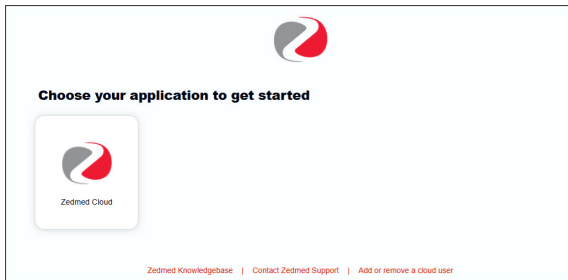 Choose your application to get started
Zedmed Cloud
Zedmed Knowledgebase | Contact Zedmed Support | Add or remove a cloud user